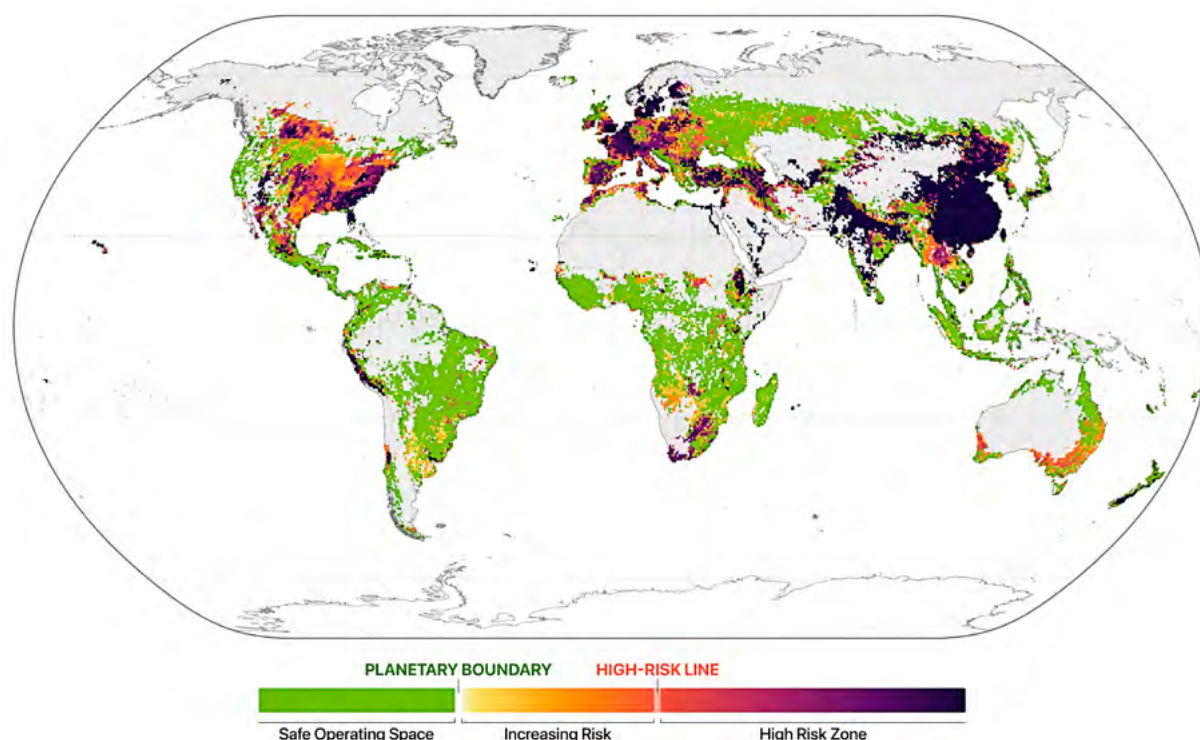 PLANETARY BOUNDARY HIGH-RISK LINE
Safe Operating Space Increasing Risk High Risk Zone